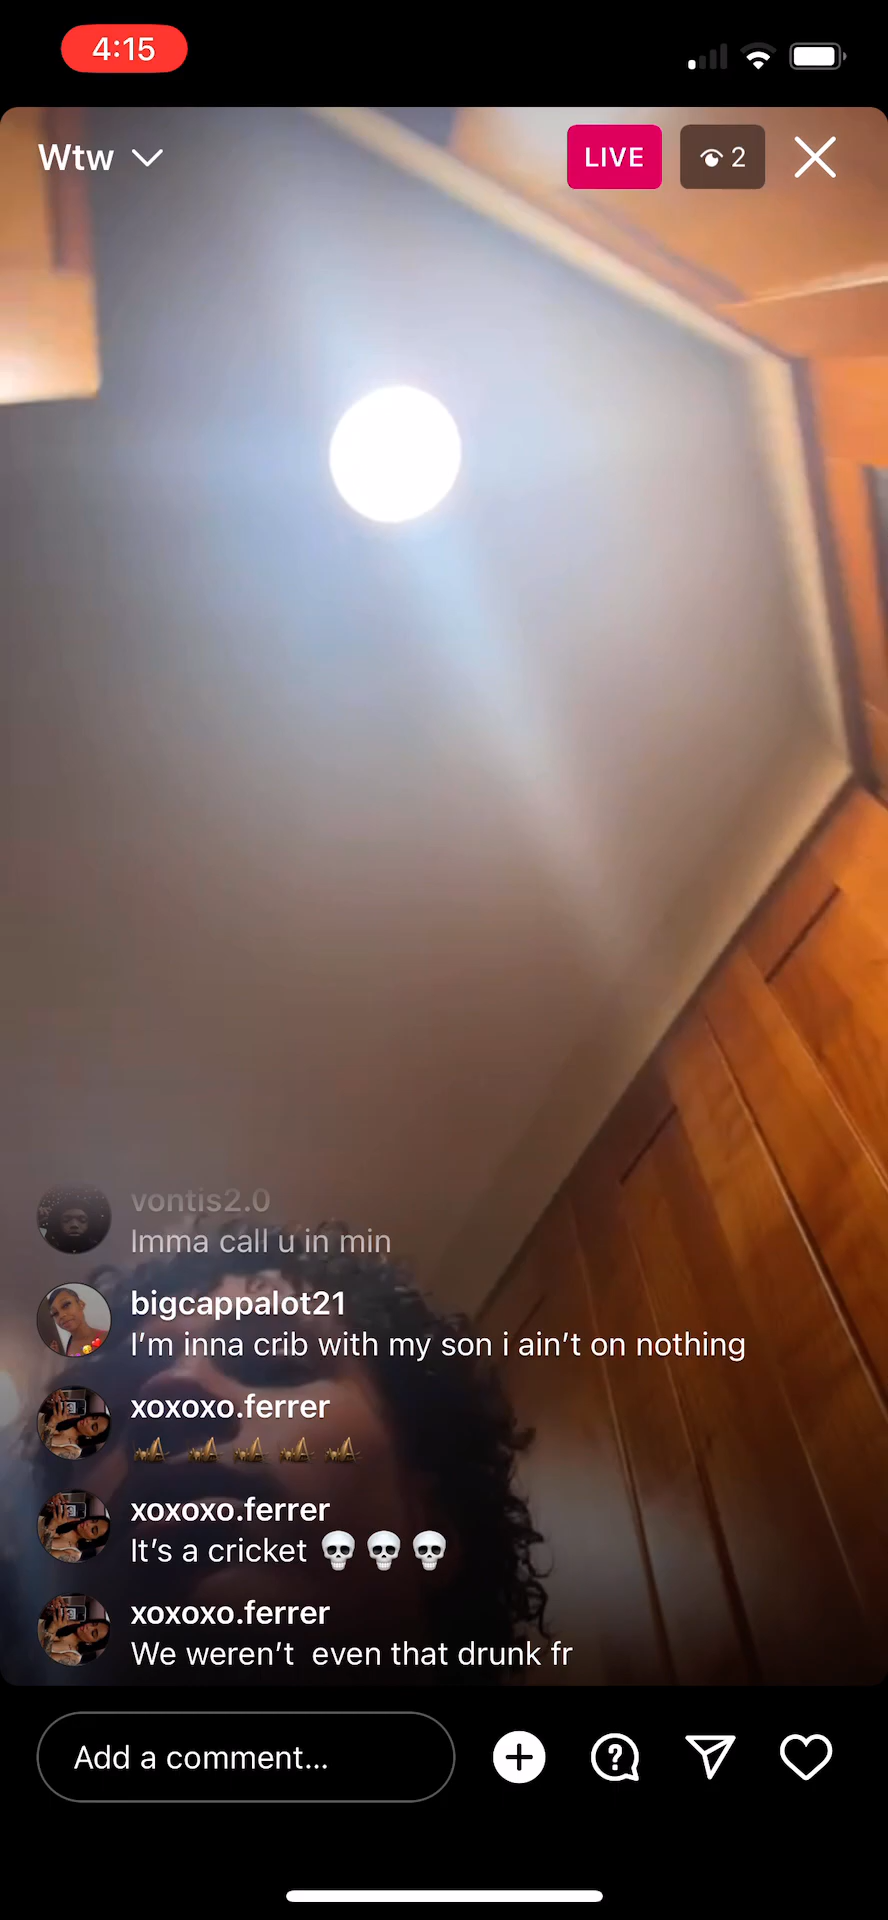 4:15
Wtw
LIVE
2
vontis2.0
Imma call u in min
bigcappalot21
I’m inna crib with my son i ain’t on nothing
xoxoxo.ferrer
🦗 🦗 🦗 🦗 🦗
xoxoxo.ferrer
It’s a cricket 💀 💀 💀
xoxoxo.ferrer
We weren’t  even that drunk fr
Add a comment...